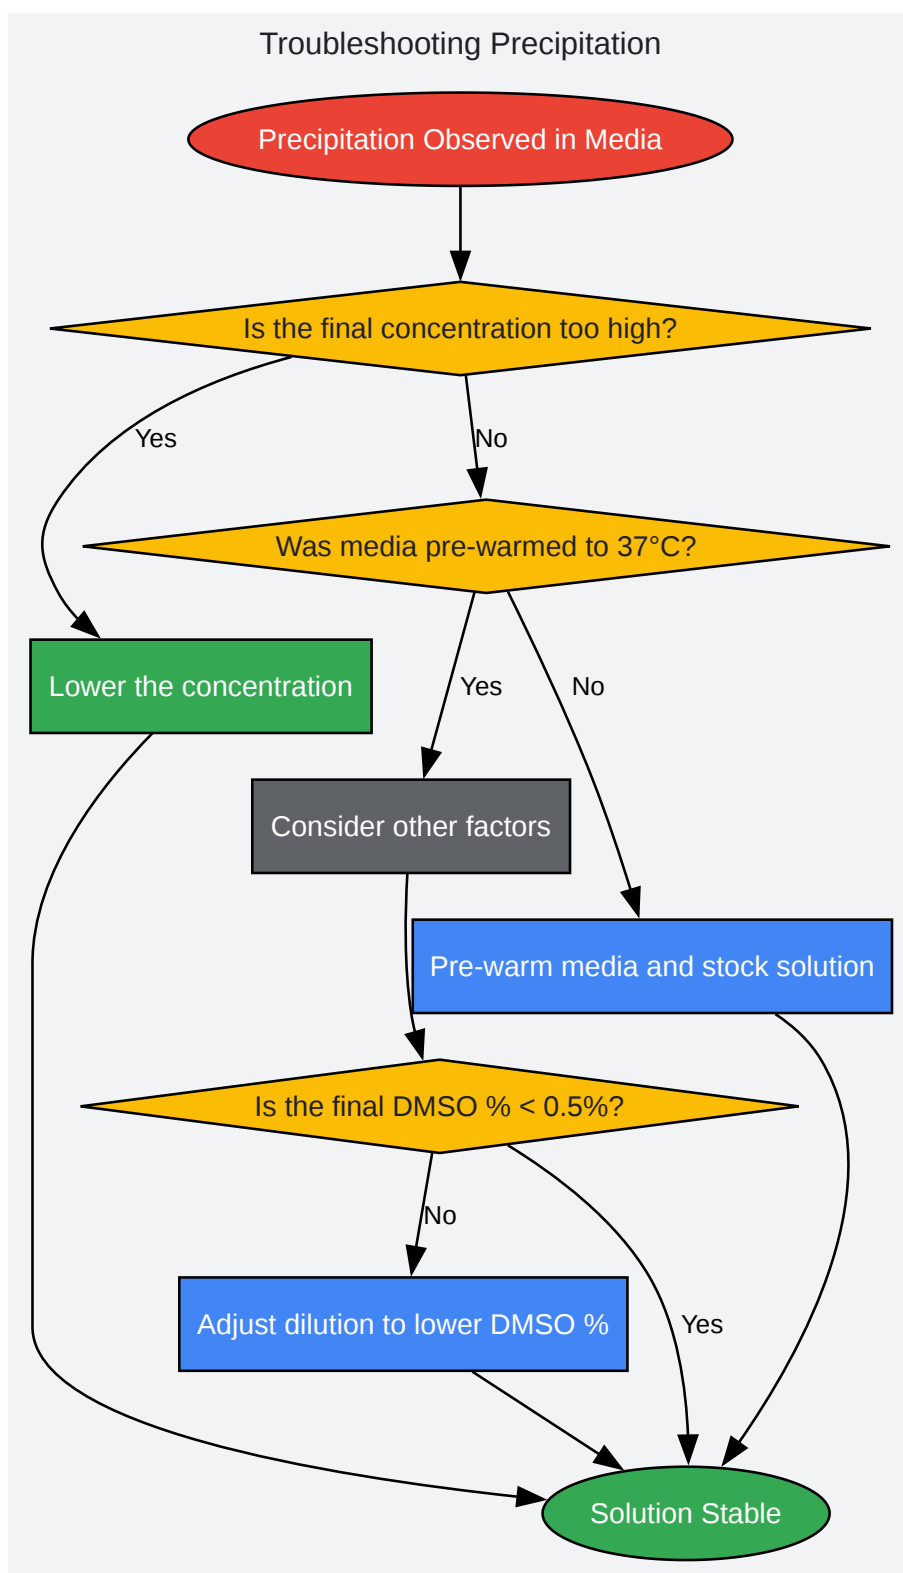 Troubleshooting Precipitation
Precipitation Observed in Media
Is the final concentration too high?
Yes
No
Was media pre-warmed to 37°C?
Lower the concentration
Yes
No
Consider other factors
Pre-warm media and stock solution
Is the final DMSO % < 0.5%?
No
Adjust dilution to lower DMSO %
Yes
Solution Stable